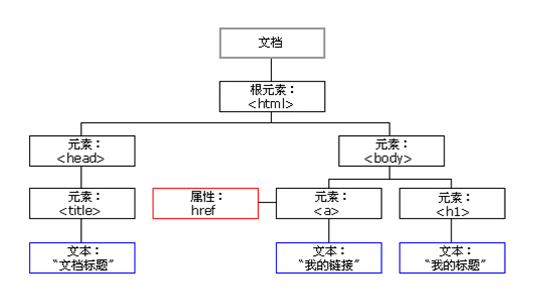 文档
根元素：
<html>
元素：
<head>
元素：
<body>
元素：
<title>
属性：
href
元素：
<a>
元素：
<h1>
文本：
“文档标题”
文本：
“我的链接”
文本：
“我的标题”